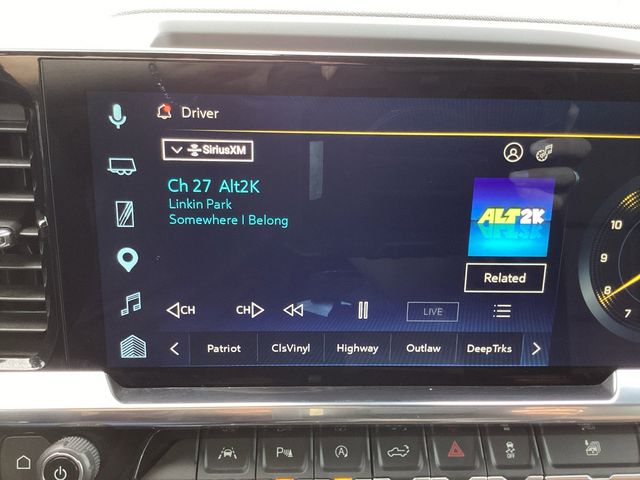 Driver
SiriusXM
Ch 27 Alt2K
Linkin Park
Somewhere I Belong
ALT2K
Related
CH
CH
LIVE
Patriot
ClsVinyl
Highway
Outlaw
DeepTrks
10
9
8
7
P
A
OFF